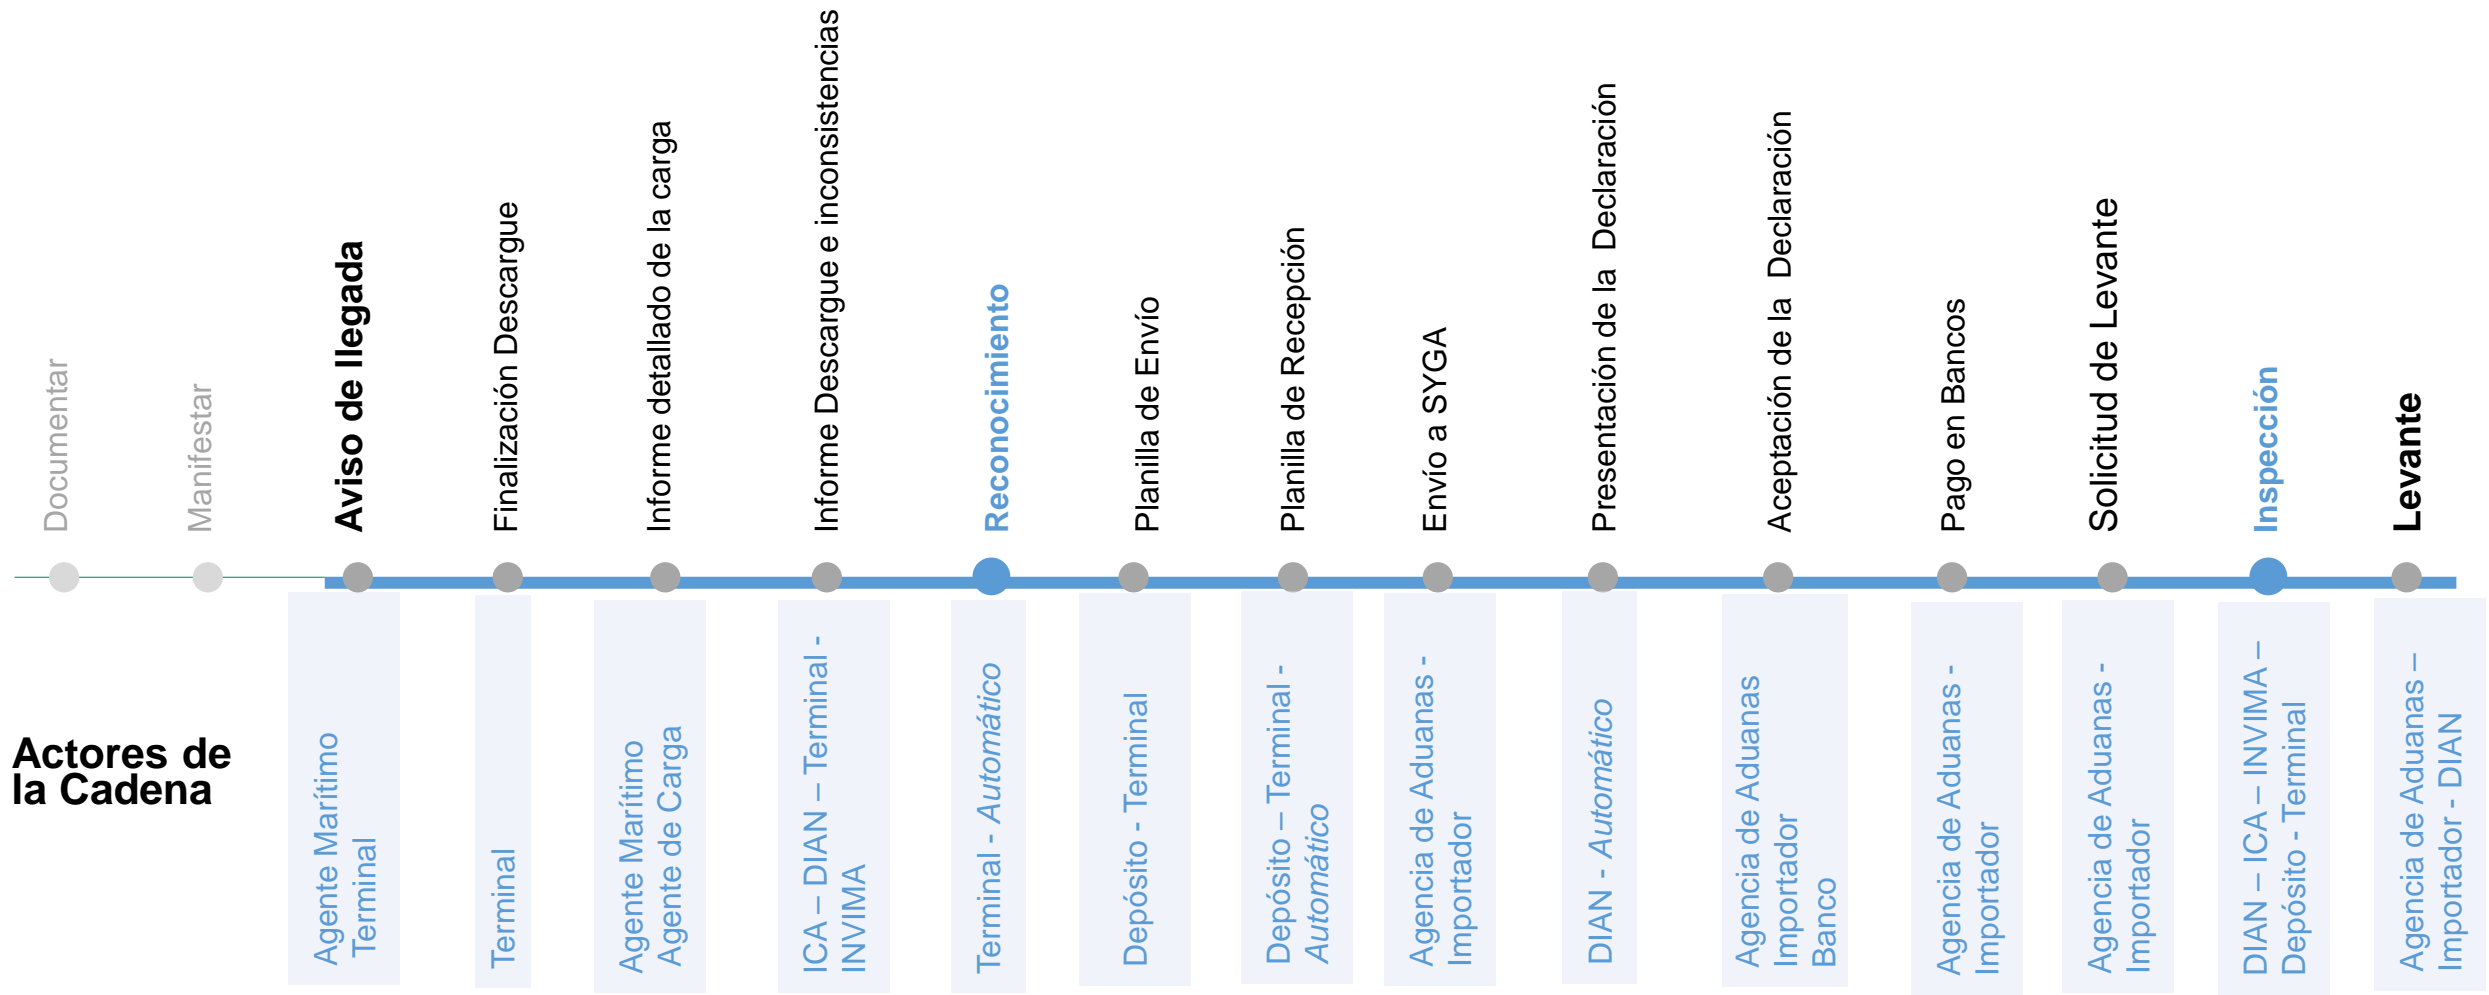 Documentar
Manifestar
Aviso de llegada
Finalización Descargue
Informe detallado de la carga
Informe Descargue e inconsistencias
Reconocimiento
Planilla de Envío
Planilla de Recepción
Envío a SYGA
Presentación de la Declaración
Aceptación de la Declaración
Pago en Bancos
Solicitud de Levante
Inspección
Levante
Actores de
la Cadena
Agente Marítimo
Terminal
Terminal
Agente Marítimo
Agente de Carga
ICA – DIAN – Terminal -
INVIMA
Terminal - Automático
Depósito - Terminal
Depósito – Terminal -
Automático
Agencia de Aduanas -
Importador
DIAN - Automático
Agencia de Aduanas
Importador
Banco
Agencia de Aduanas -
Importador
Agencia de Aduanas -
Importador
DIAN – ICA – INVIMA –
Depósito - Terminal
Agencia de Aduanas –
Importador - DIAN